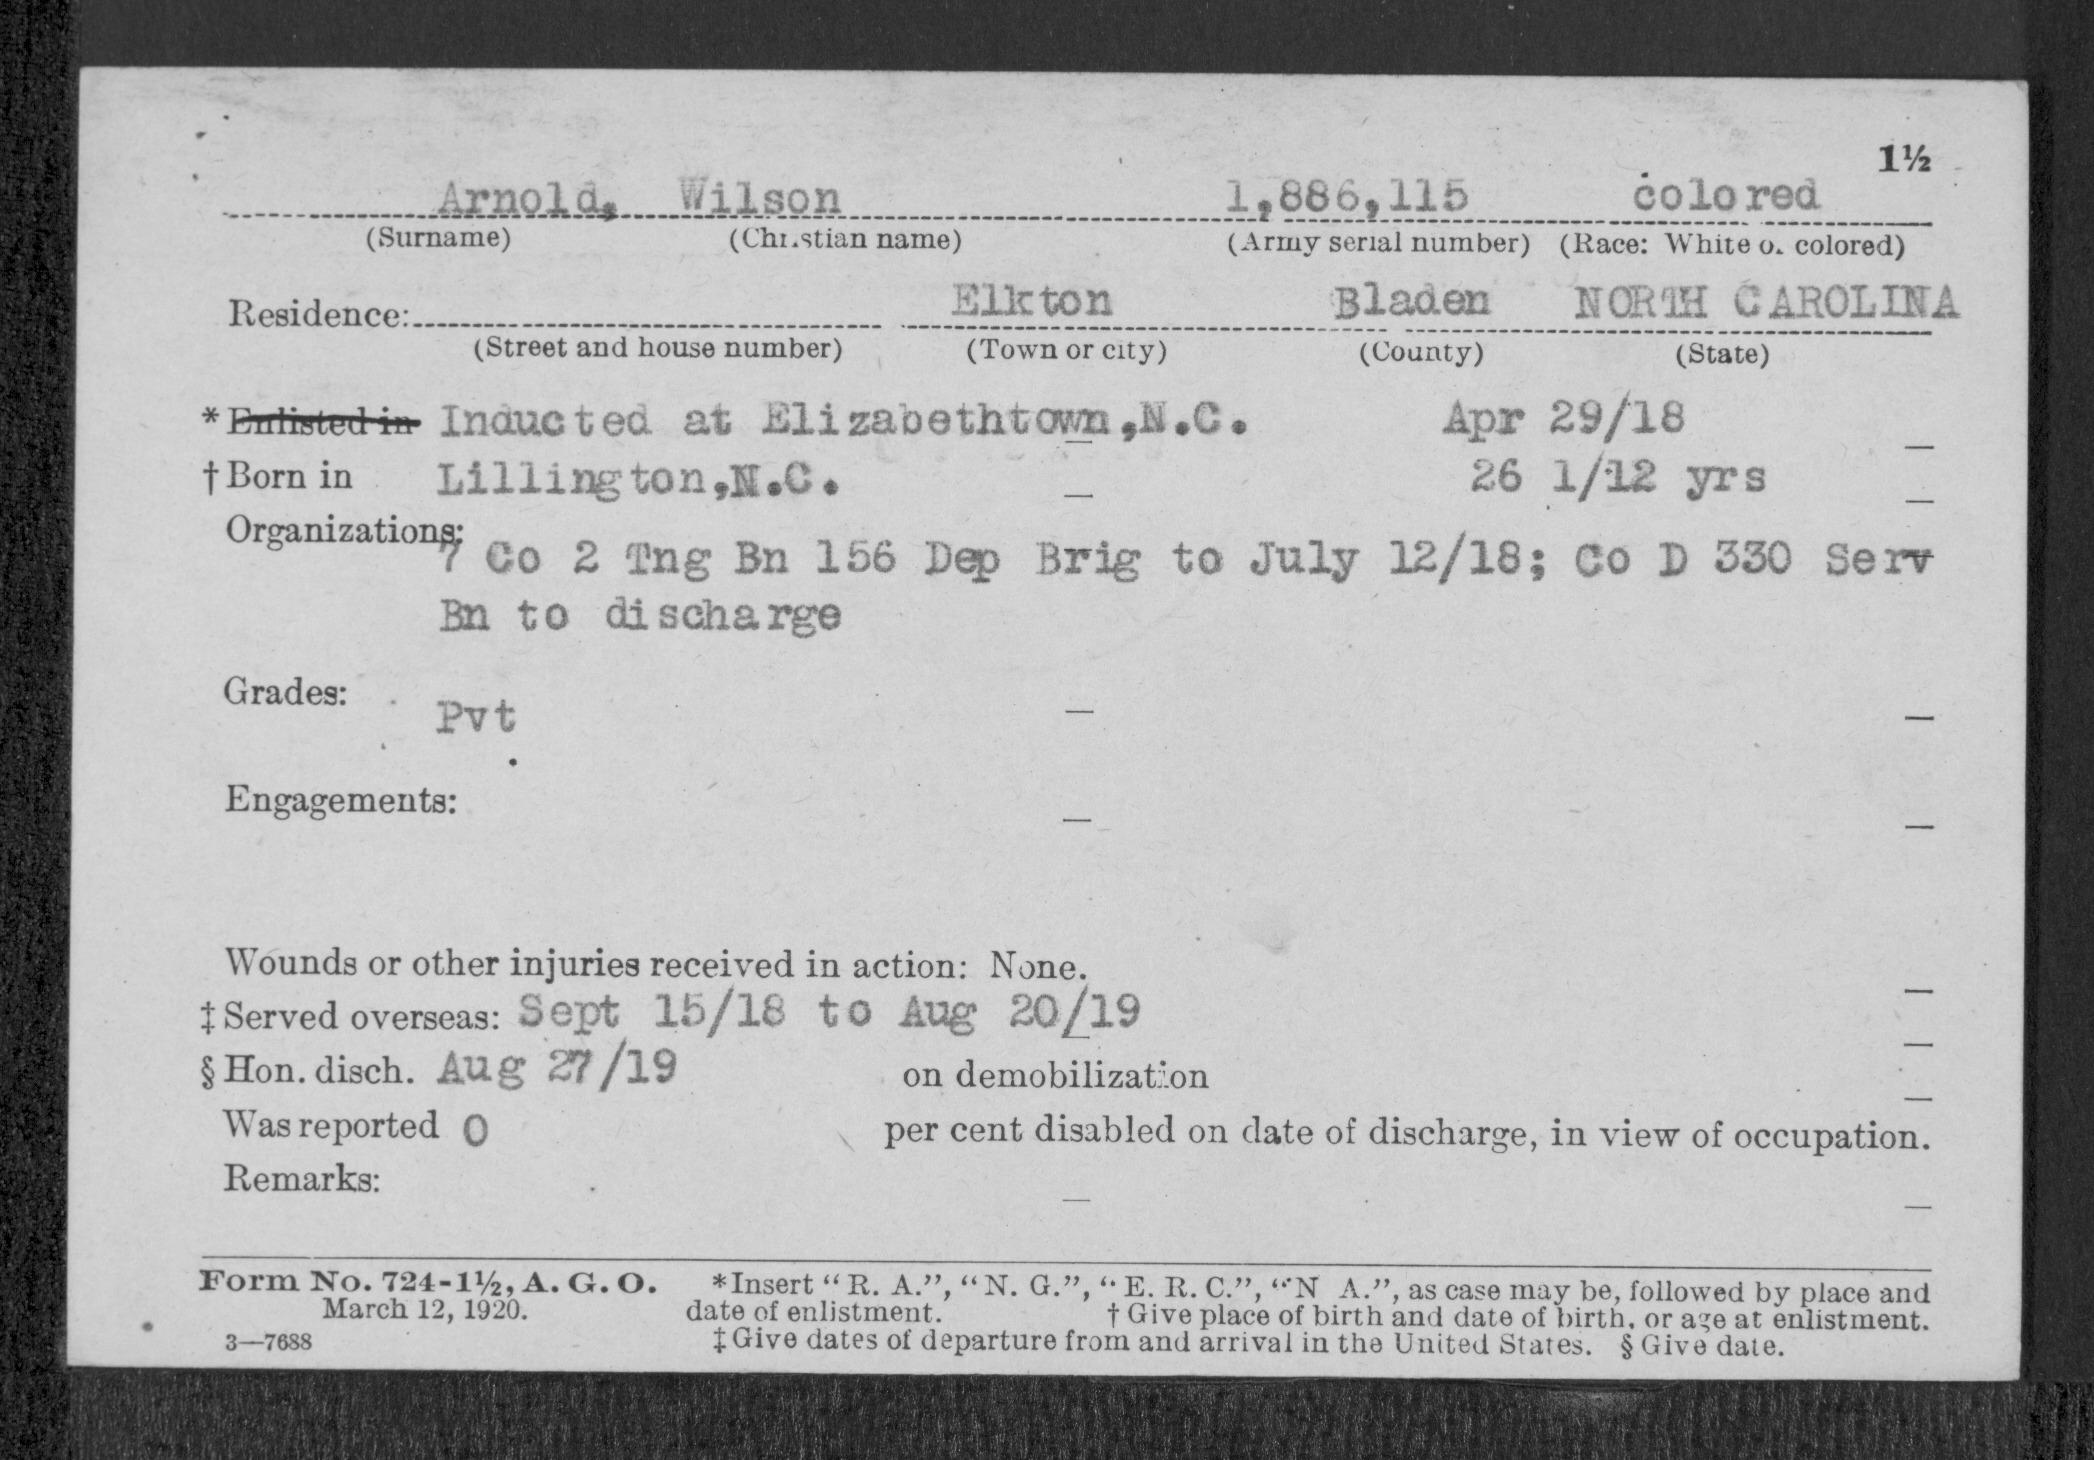 1½
Arnold, Wilson 1,886,115 colored
(Surname) (Christian name) (Army serial number) (Race: White or colored)
Residence: Elkton Bladen NORTH CAROLINA
(Street and house number) (Town or city) (County) (State)
* Enlisted in Inducted at Elizabethtown,N.C. Apr 29/18
† Born in Lillington,N.C. 26 1/12 yrs
Organizations:
7 Co 2 Tng Bn 156 Dep Brig to July 12/18; Co D 330 Serv
Bn to discharge
Grades:
Pvt
Engagements:
Wounds or other injuries received in action: None.
‡ Served overseas: Sept 15/18 to Aug 20/19
§ Hon. disch. Aug 27/19 on demobilization
Was reported 0 per cent disabled on date of discharge, in view of occupation.
Remarks:
Form No. 724-1½, A. G. O. *Insert "R. A.", "N. G.", "E. R. C.", "N A.", as case may be, followed by place and
March 12, 1920. date of enlistment. † Give place of birth and date of birth, or age at enlistment.
3—7688 ‡ Give dates of departure from and arrival in the United States. § Give date.